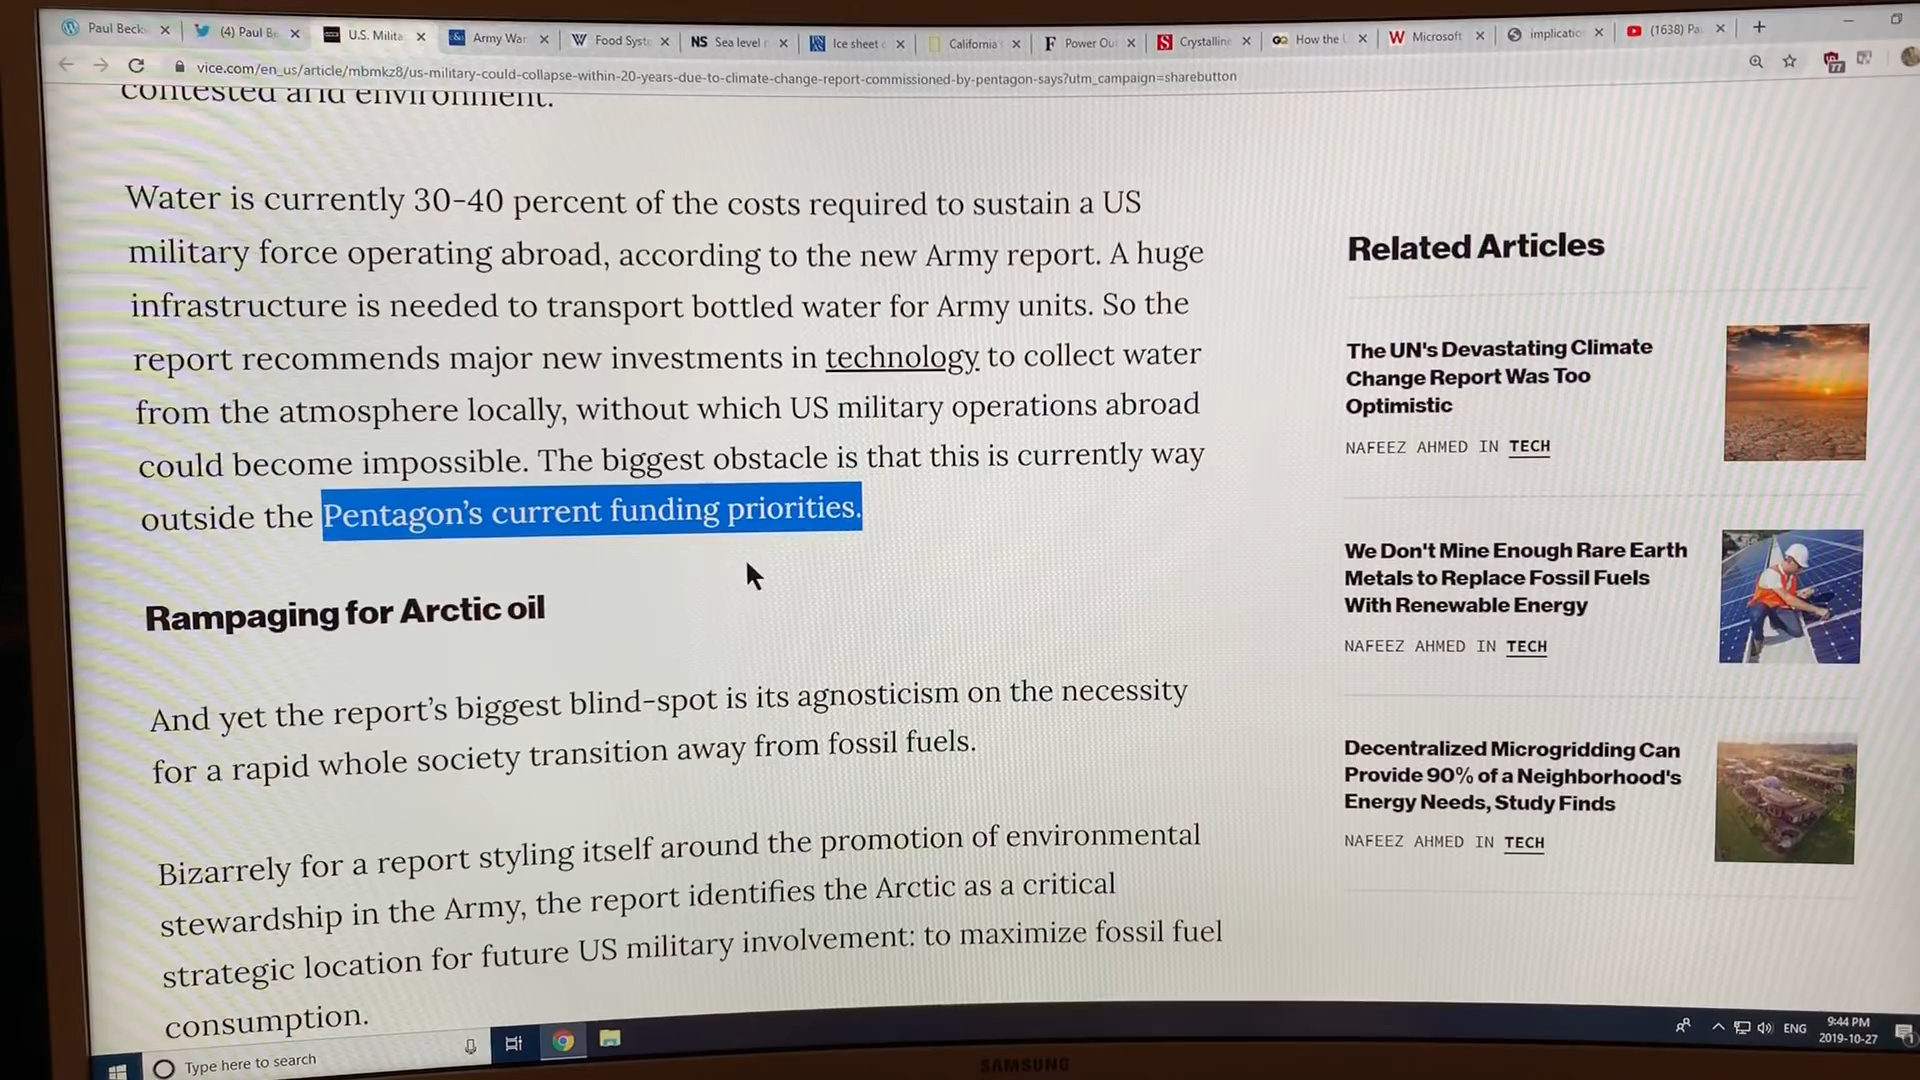 Paul Beck
(4) Paul B
U.S. Milita
Army War
Food Syst
NS Sea level r
Ice sheet c
California
F Power Ou
S Crystalline
GQ How the
Microsoft
implicatio
(1638) Pa
vice.com/en_us/article/mbmkz8/us-military-could-collapse-within-20-years-due-to-climate-change-report-commissioned-by-pentagon-says?utm_campaign=sharebutton
77
contested arid environment.
Water is currently 30-40 percent of the costs required to sustain a US
military force operating abroad, according to the new Army report. A huge
infrastructure is needed to transport bottled water for Army units. So the
report recommends major new investments in technology to collect water
from the atmosphere locally, without which US military operations abroad
could become impossible. The biggest obstacle is that this is currently way
outside the Pentagon’s current funding priorities.
Rampaging for Arctic oil
And yet the report’s biggest blind-spot is its agnosticism on the necessity
for a rapid whole society transition away from fossil fuels.
Bizarrely for a report styling itself around the promotion of environmental
stewardship in the Army, the report identifies the Arctic as a critical
strategic location for future US military involvement: to maximize fossil fuel
consumption.
Related Articles
The UN's Devastating Climate
Change Report Was Too
Optimistic
NAFEEZ AHMED IN TECH
We Don't Mine Enough Rare Earth
Metals to Replace Fossil Fuels
With Renewable Energy
NAFEEZ AHMED IN TECH
Decentralized Microgridding Can
Provide 90% of a Neighborhood's
Energy Needs, Study Finds
NAFEEZ AHMED IN TECH
Type here to search
ENG
9:44 PM
2019-10-27
1
SAMSUNG